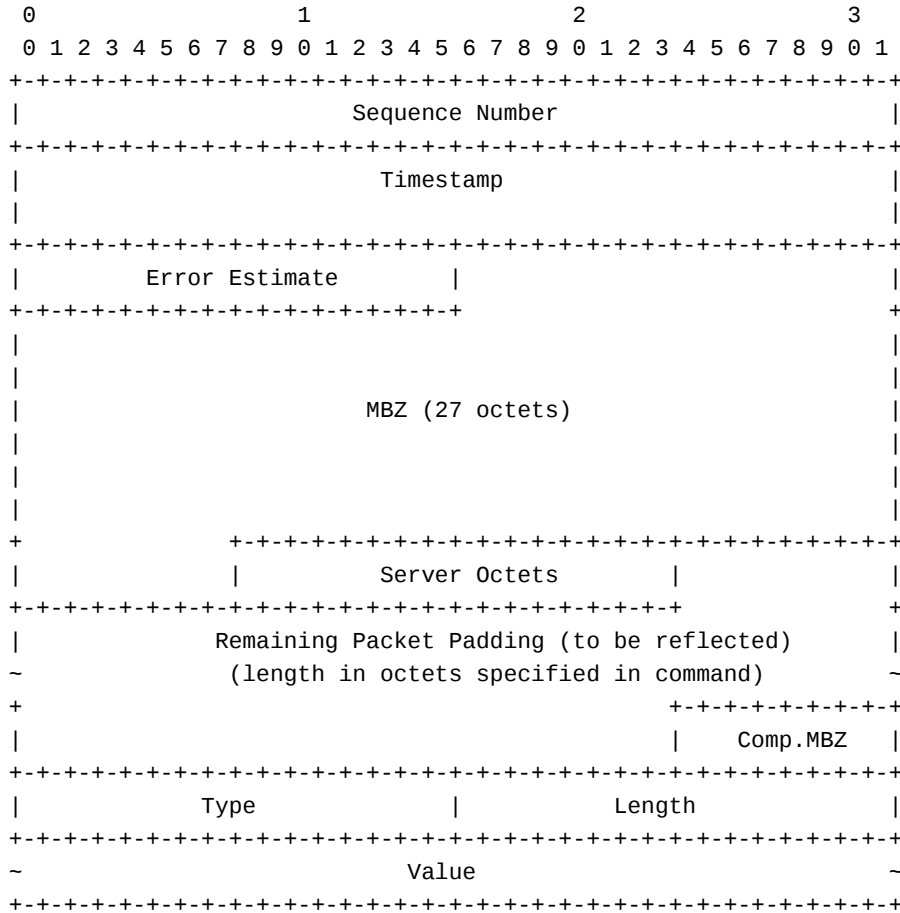 0                   1                   2                   3
 0 1 2 3 4 5 6 7 8 9 0 1 2 3 4 5 6 7 8 9 0 1 2 3 4 5 6 7 8 9 0 1
+-+-+-+-+-+-+-+-+-+-+-+-+-+-+-+-+-+-+-+-+-+-+-+-+-+-+-+-+-+-+-+-+
|                        Sequence Number                        |
+-+-+-+-+-+-+-+-+-+-+-+-+-+-+-+-+-+-+-+-+-+-+-+-+-+-+-+-+-+-+-+-+
|                          Timestamp                            |
|                                                               |
+-+-+-+-+-+-+-+-+-+-+-+-+-+-+-+-+-+-+-+-+-+-+-+-+-+-+-+-+-+-+-+-+
|         Error Estimate        |                               |
+-+-+-+-+-+-+-+-+-+-+-+-+-+-+-+-+                               +
|                                                               |
|                                                               |
|                         MBZ (27 octets)                       |
|                                                               |
|                                                               |
|                                                               |
+               +-+-+-+-+-+-+-+-+-+-+-+-+-+-+-+-+-+-+-+-+-+-+-+-+
|               |          Server Octets        |               |
+-+-+-+-+-+-+-+-+-+-+-+-+-+-+-+-+-+-+-+-+-+-+-+-+               +
|              Remaining Packet Padding (to be reflected)       |
~               (length in octets specified in command)         ~
+                                               +-+-+-+-+-+-+-+-+
|                                               |    Comp.MBZ   |
+-+-+-+-+-+-+-+-+-+-+-+-+-+-+-+-+-+-+-+-+-+-+-+-+-+-+-+-+-+-+-+-+
|             Type              |           Length              |
+-+-+-+-+-+-+-+-+-+-+-+-+-+-+-+-+-+-+-+-+-+-+-+-+-+-+-+-+-+-+-+-+
~                            Value                              ~
+-+-+-+-+-+-+-+-+-+-+-+-+-+-+-+-+-+-+-+-+-+-+-+-+-+-+-+-+-+-+-+-+